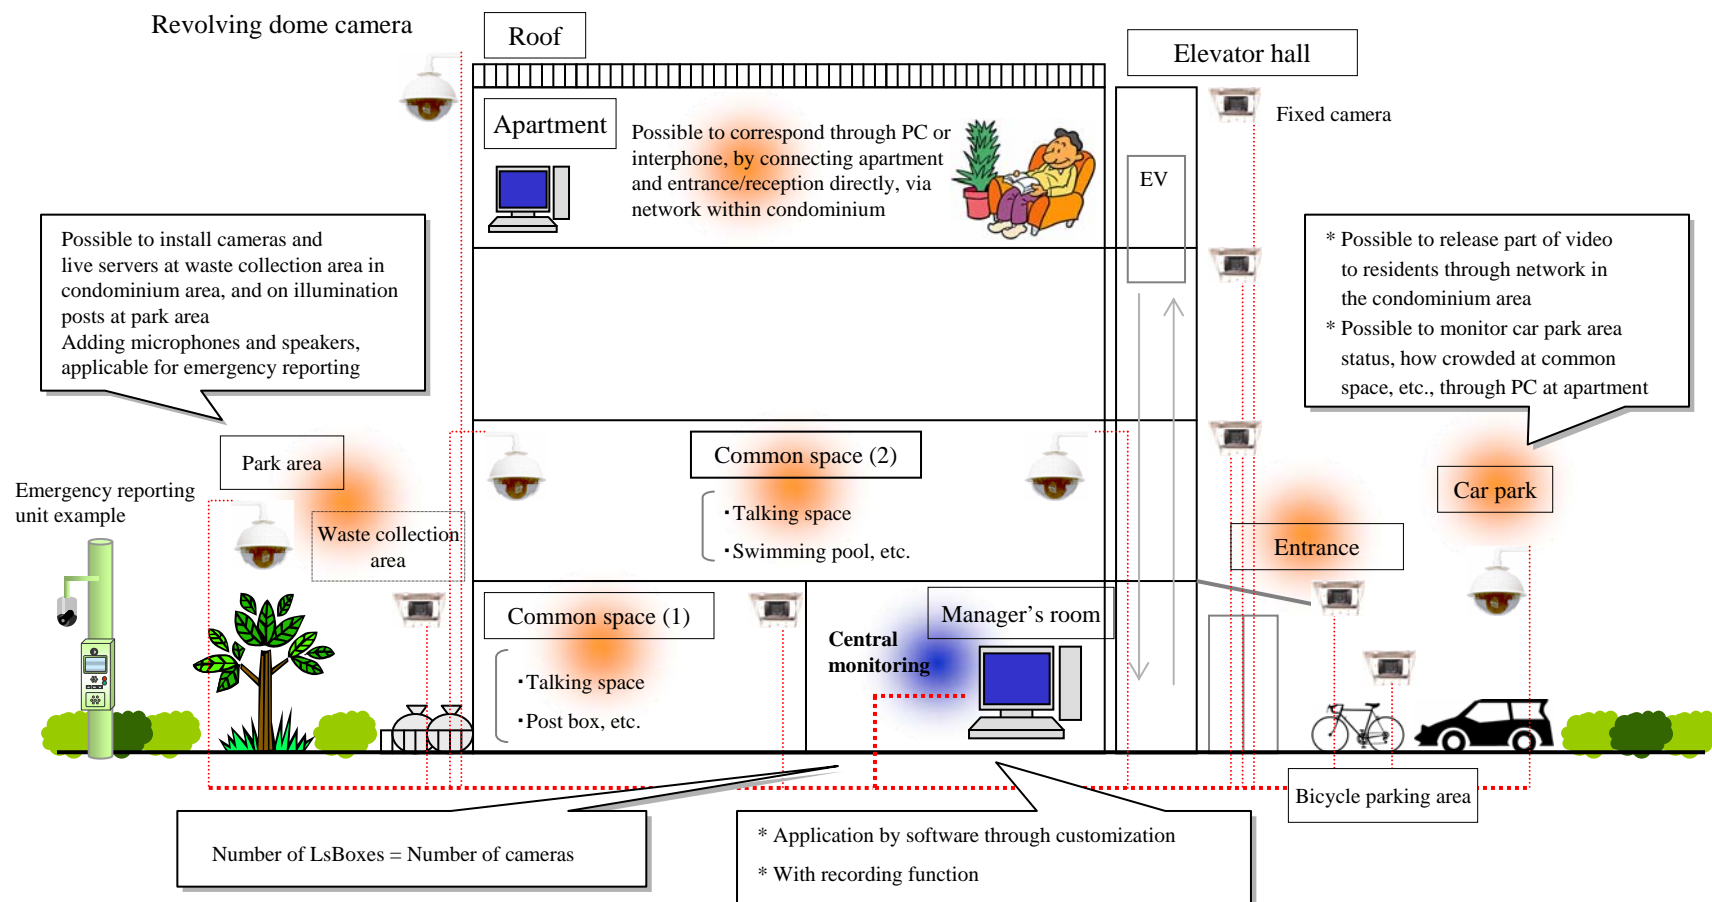 Revolving dome camera
Roof
Elevator hall
Fixed camera
Apartment
Possible to correspond through PC or
interphone, by connecting apartment
and entrance/reception directly, via
network within condominium
EV
Possible to install cameras and
live servers at waste collection area in
condominium area, and on illumination
posts at park area
Adding microphones and speakers,
applicable for emergency reporting
* Possible to release part of video
to residents through network in
the condominium area
* Possible to monitor car park area
status, how crowded at common
space, etc., through PC at apartment
Park area
Emergency reporting
unit example
Waste collection
area
Common space (2)
・Talking space
・Swimming pool, etc.
Car park
Entrance
Common space (1)
・Talking space
・Post box, etc.
Manager's room
Central
monitoring
Bicycle parking area
Number of LsBoxes = Number of cameras
* Application by software through customization
* With recording function